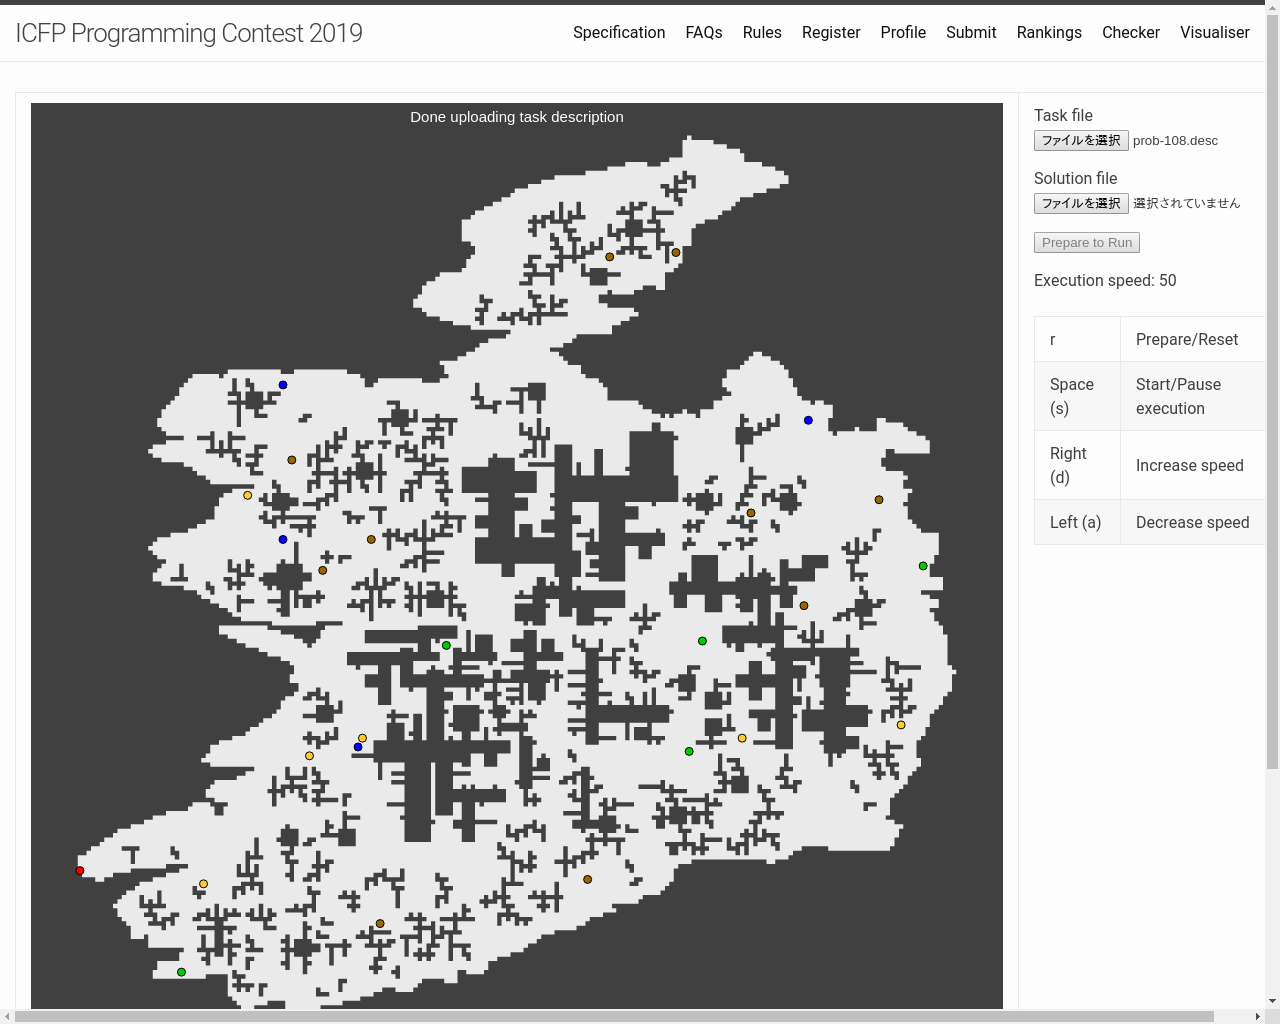 ICFP Programming Contest 2019
Specification FAQs Rules Register Profile Submit Rankings Checker Visualiser
Done uploading task description
Task file
ファイルを選択 prob-108.desc
Solution file
ファイルを選択 選択されていません
Prepare to Run
Execution speed: 50
r Prepare/Reset
Space (s) Start/Pause execution
Right (d) Increase speed
Left (a) Decrease speed